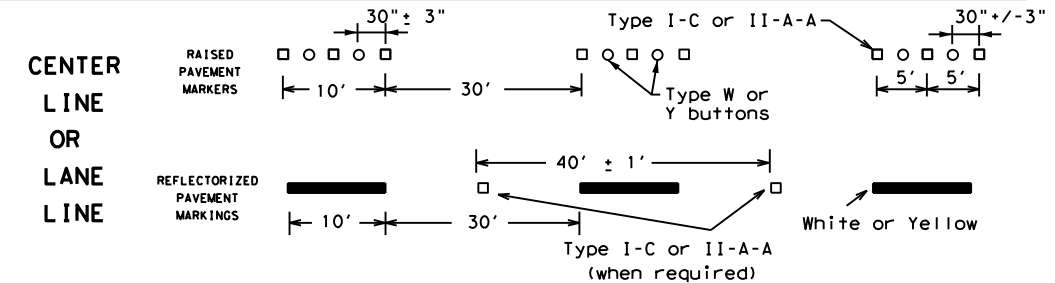 CENTER
LINE
OR
LANE
LINE
RAISED
PAVEMENT
MARKERS
30"± 3"
10'
30'
Type I-C or II-A-A
Type W or
Y buttons
30"+/-3"
5'
5'
REFLECTORIZED
PAVEMENT
MARKINGS
40' ± 1'
10'
30'
Type I-C or II-A-A
(when required)
White or Yellow